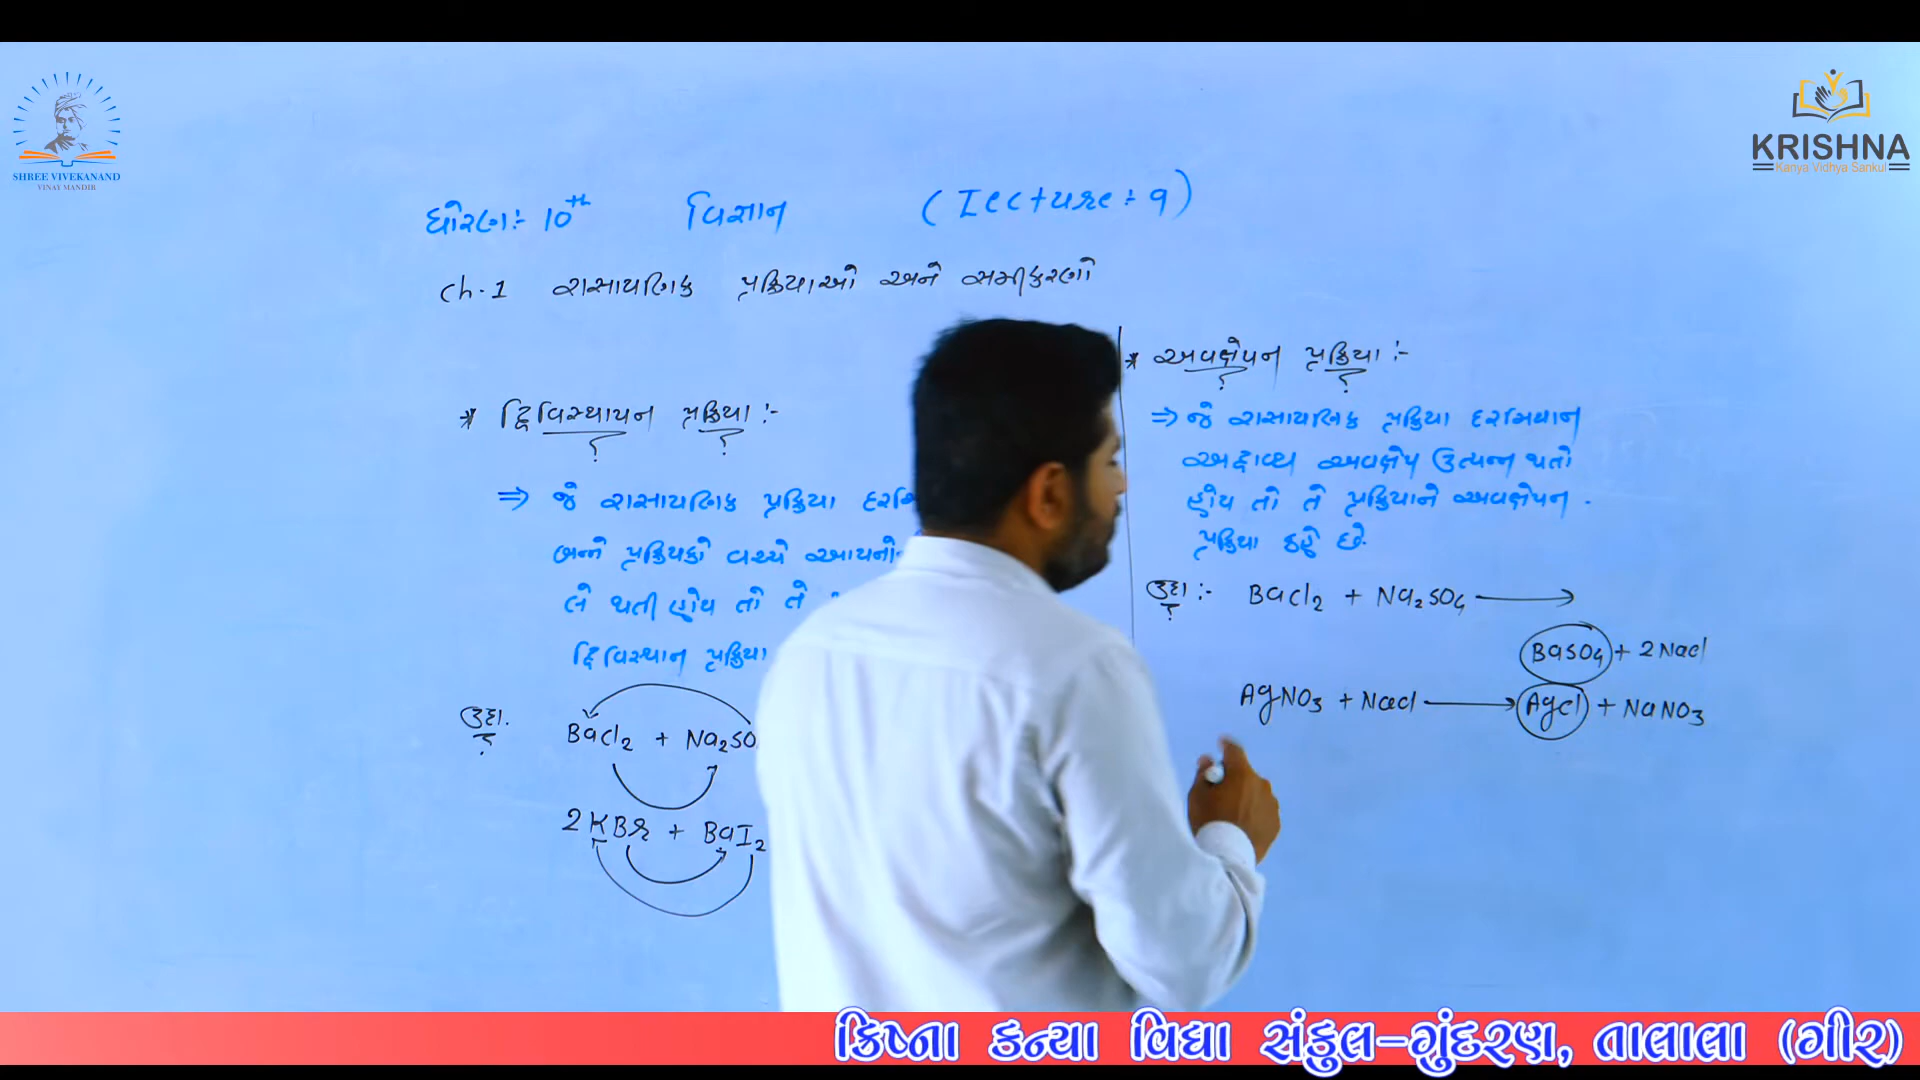 SHREE VIVEKANAND
VINAY MANDIR
KRISHNA
Kanya Vidhya Sankul
ધોરણ:- 10th વિજ્ઞાન (Lecture:- 9)
ch.1 રાસાયણિક પ્રક્રિયાઓ અને સમીકરણો
* દ્વિવિસ્થાપન પ્રક્રિયા :-
⇒ જે રાસાયણિક પ્રક્રિયા
બન્ને પ્રક્રિયકો વચ્ચે
લે થતી હોય તો તે
દ્વિવિસ્થાન પ્રક્રિયા
ઉદા.
BaCl2 + Na2SO
2KBr + BaI2
* અવક્ષેપન પ્રક્રિયા :-
⇒ જે રાસાયણિક પ્રક્રિયા દરમિયાન
અદ્રાવ્ય અવક્ષેપ ઉત્પન્ન થતો
હોય તો તે પ્રક્રિયાને અવક્ષેપન.
પ્રક્રિયા કહે છે.
ઉદા :- BaCl2 + Na2SO4 ⟶
BaSO4 + 2NaCl
AgNO3 + NaCl ⟶ AgCl + NaNO3
ક્રિષ્ના કન્યા વિદ્યા સંકુલ-ગુંદરણ, તાલાલા (ગીર)